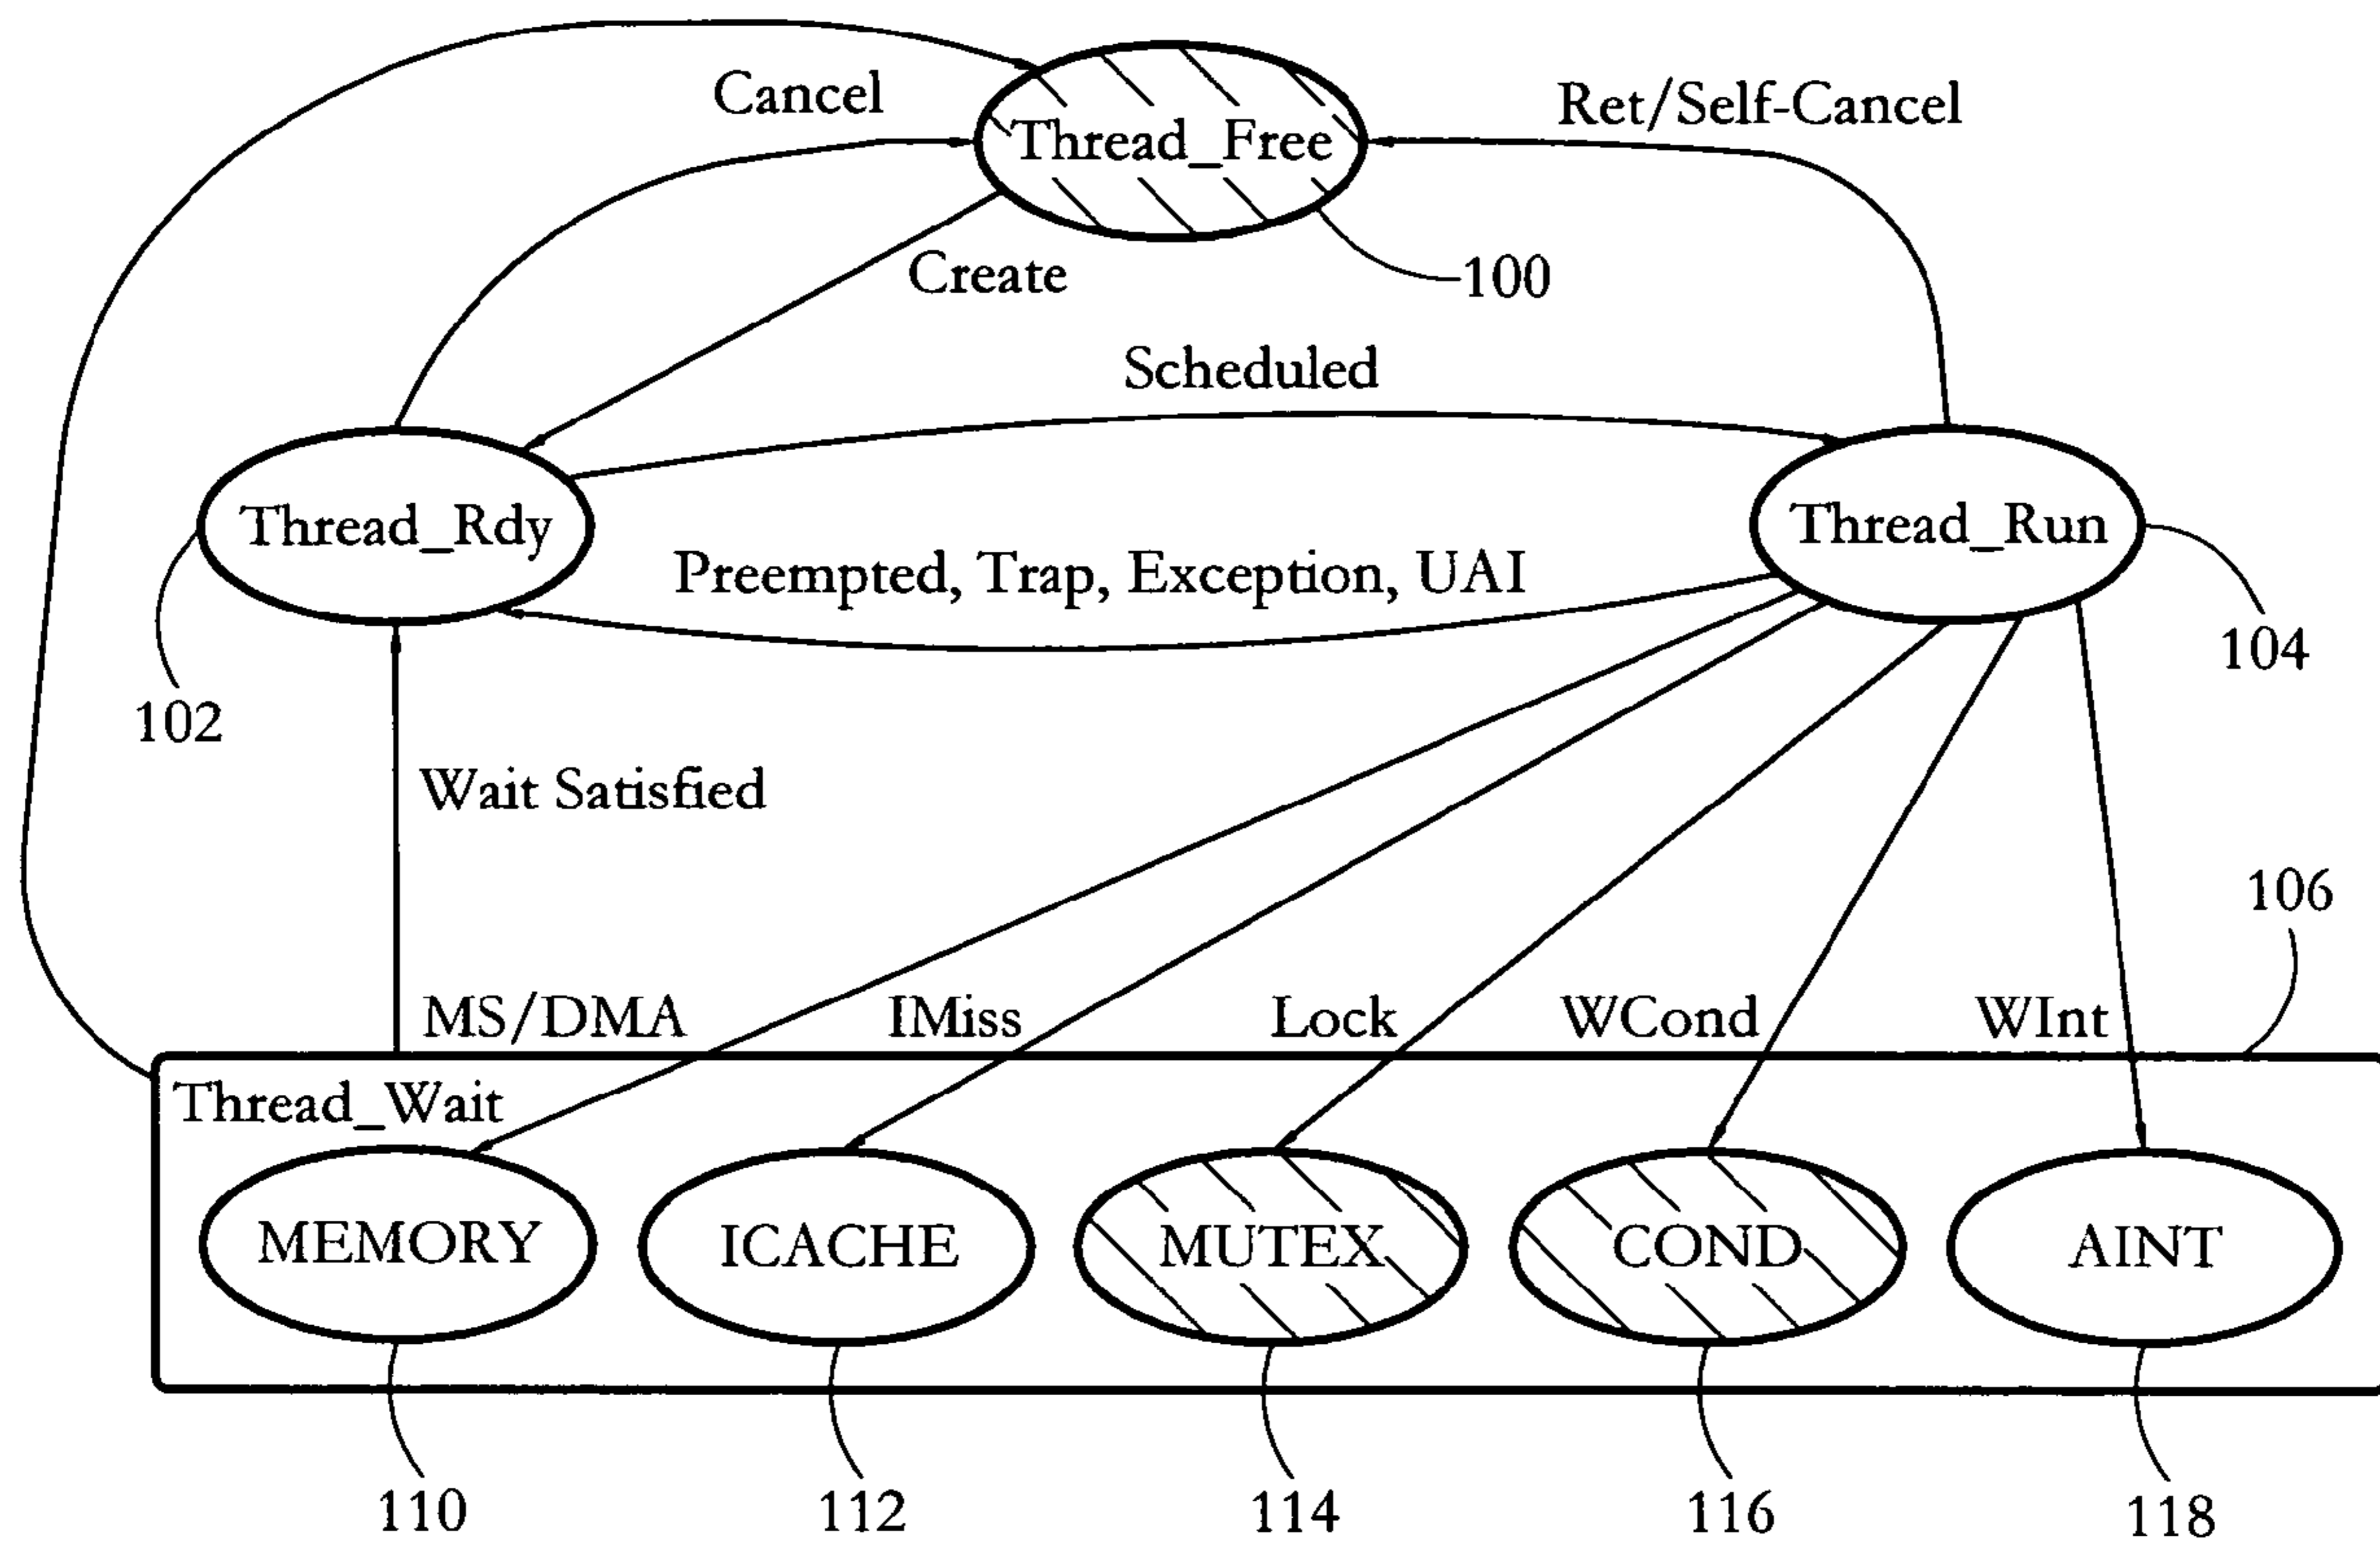 Cancel
Ret/Self-Cancel
Thread_Free
Create
100
Scheduled
Thread_Rdy
Thread_Run
Preempted, Trap, Exception, UAI
104
102
Wait Satisfied
106
MS/DMA
IMiss
Lock
WCond
WInt
Thread_Wait
MEMORY
ICACHE
MUTEX
COND
AINT
110
112
114
116
118